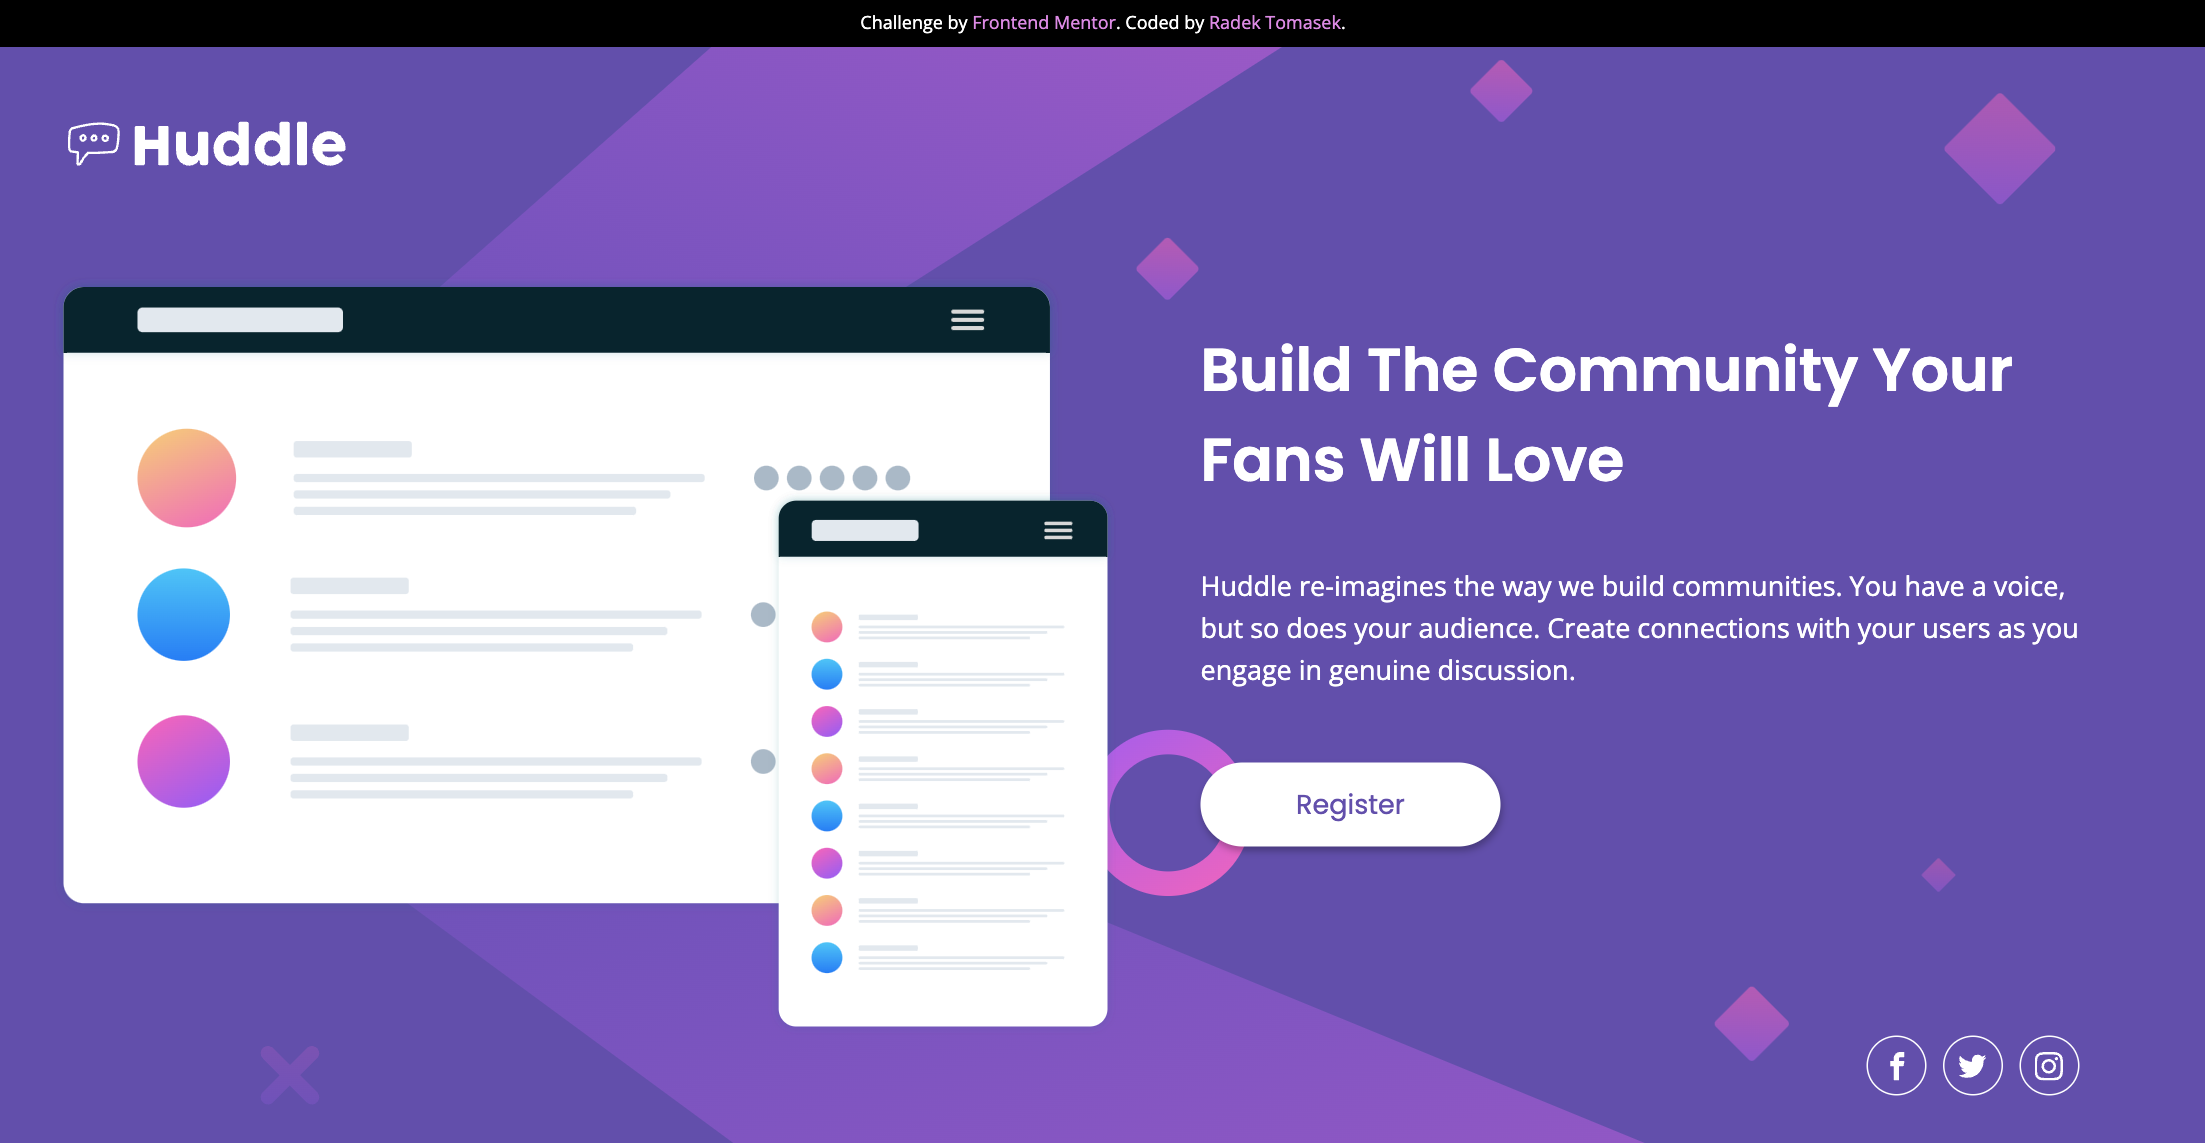 Challenge by Frontend Mentor. Coded by Radek Tomasek.
Huddle
Build The Community Your
Fans Will Love
Huddle re-imagines the way we build communities. You have a voice,
but so does your audience. Create connections with your users as you
engage in genuine discussion.
Register